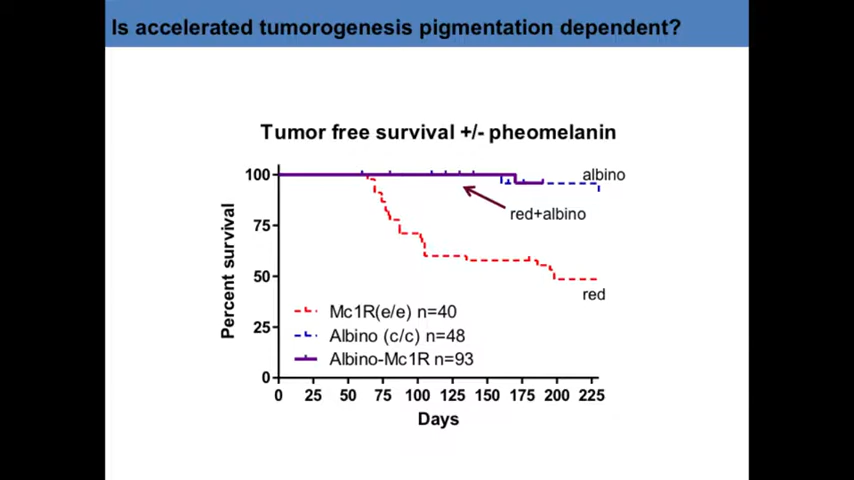 Is accelerated tumorogenesis pigmentation dependent?
Tumor free survival +/- pheomelanin
100
75
50
25
0
Percent survival
albino
red+albino
red
Mc1R(e/e) n=40
Albino (c/c) n=48
Albino-Mc1R n=93
0 25 50 75 100 125 150 175 200 225
Days